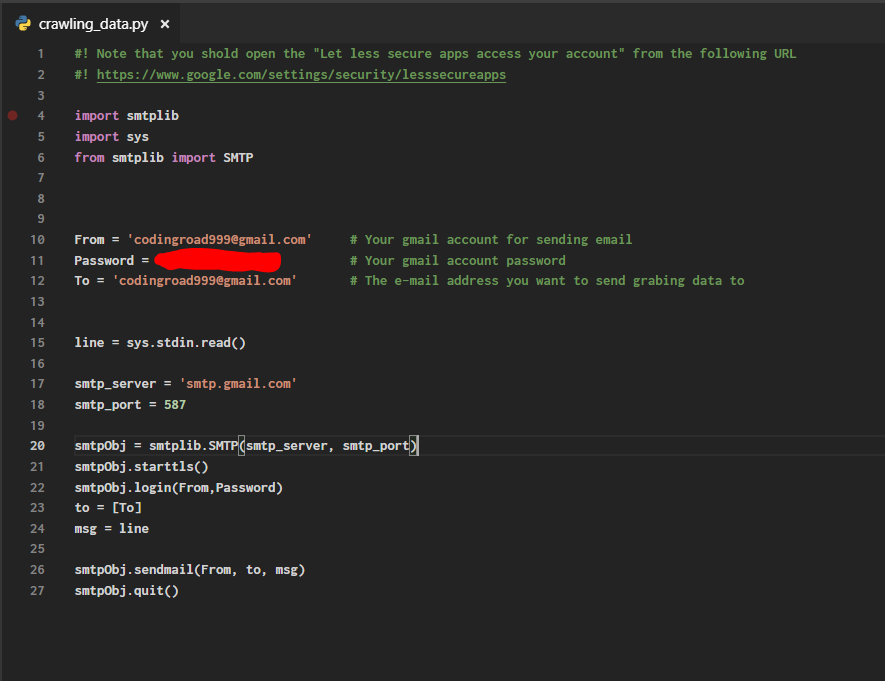 crawling_data.py ×
1 #! Note that you shold open the "Let less secure apps access your account" from the following URL
2 #! https://www.google.com/settings/security/lesssecureapps
3
4 import smtplib
5 import sys
6 from smtplib import SMTP
7
8
9
10 From = 'codingroad999@gmail.com' # Your gmail account for sending email
11 Password = # Your gmail account password
12 To = 'codingroad999@gmail.com' # The e-mail address you want to send grabing data to
13
14
15 line = sys.stdin.read()
16
17 smtp_server = 'smtp.gmail.com'
18 smtp_port = 587
19
20 smtpObj = smtplib.SMTP(smtp_server, smtp_port)
21 smtpObj.starttls()
22 smtpObj.login(From,Password)
23 to = [To]
24 msg = line
25
26 smtpObj.sendmail(From, to, msg)
27 smtpObj.quit()